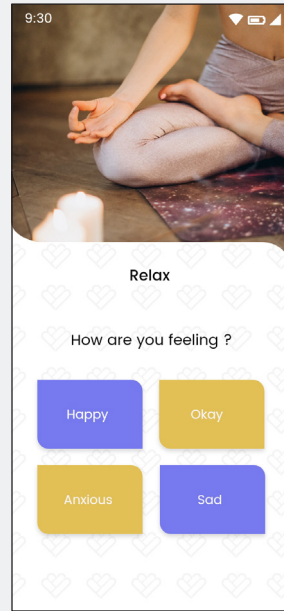 9:30
Relax
How are you feeling ?
Happy
Okay
Anxious
Sad